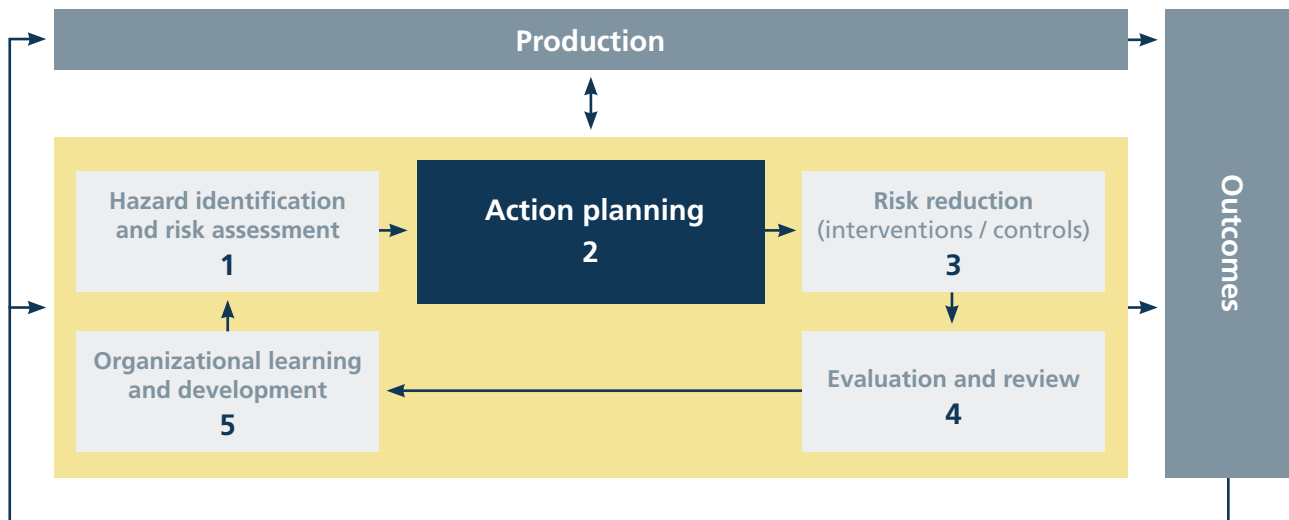 Production
Hazard identification
and risk assessment
1
Action planning
2
Risk reduction
(interventions / controls)
3
Organizational learning
and development
5
Evaluation and review
4
Outcomes